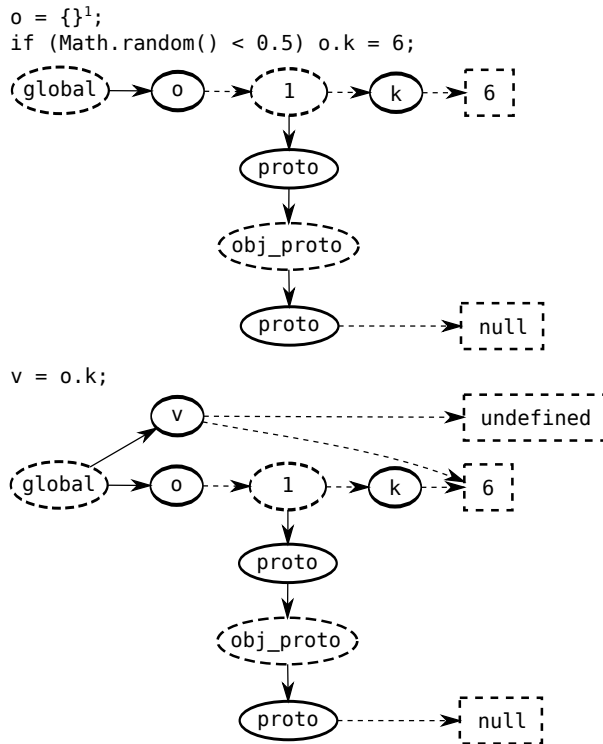 o = {}¹;
if (Math.random() < 0.5) o.k = 6;
global o 1 k 6
proto
obj_proto
proto null
v = o.k;
v undefined
global o 1 k 6
proto
obj_proto
proto null